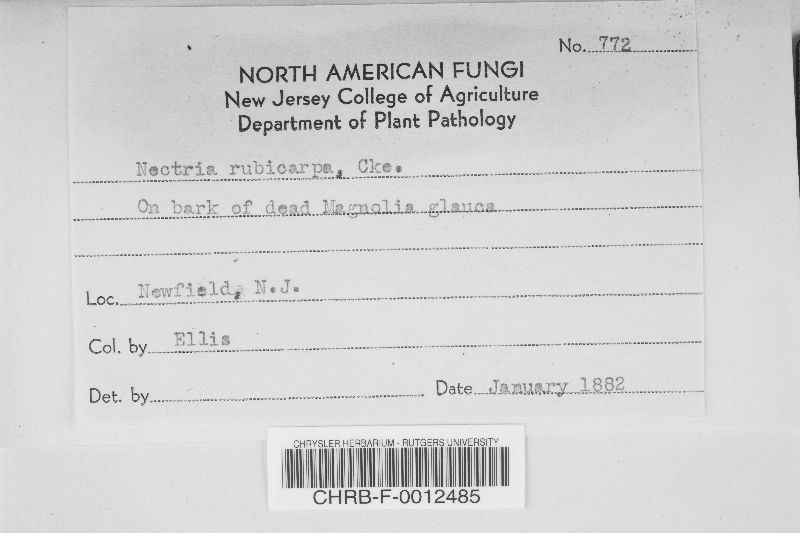 No. 772
NORTH AMERICAN FUNGI
New Jersey College of Agriculture
Department of Plant Pathology
Nectria rubicarpa, Cke.
On bark of dead Magnolia glauca
Loc. Newfield, N.J.
Col. by Ellis
Det. by
Date January 1882
CHRYSLER HERBARIUM - RUTGERS UNIVERSITY
CHRB-F-0012485